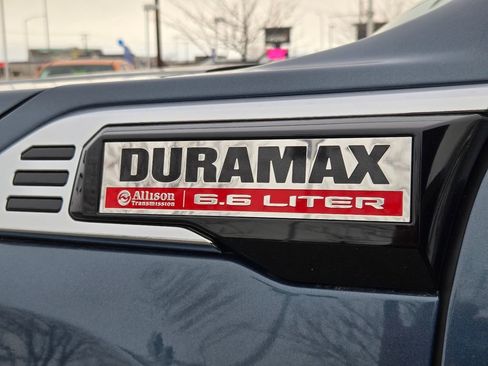 DURAMAX
Allison
Transmission
6.6 LITER